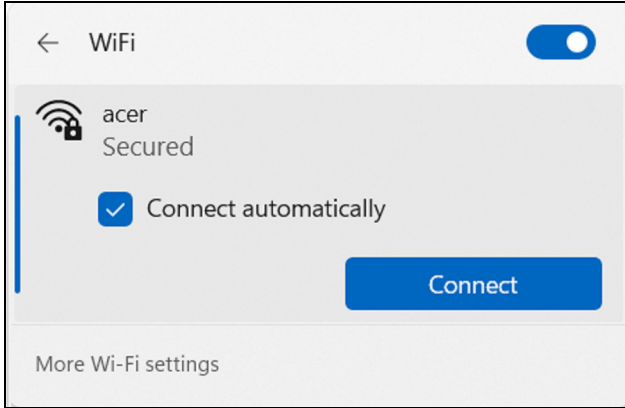 WiFi
acer
Secured
Connect automatically
Connect
More Wi-Fi settings